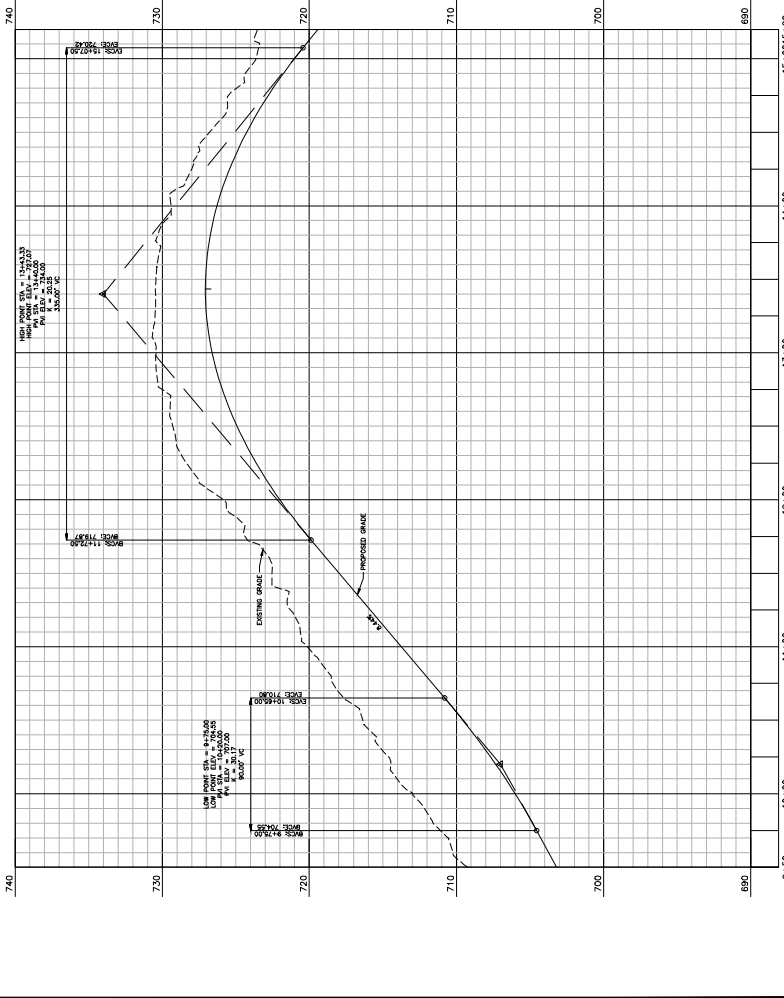 740
730
720
710
700
690
HIGH POINT STA = 13+43.33
HIGH POINT ELEV = 727.07
PVI STA = 13+40.00
PVI ELEV = 734.00
K = 20.25
335.00' VC
BVCS: 11+72.50
BVCE: 719.87
EVCS: 15+07.50
EVCE: 720.42
LOW POINT STA = 9+75.00
LOW POINT ELEV = 704.55
PVI STA = 10+20.00
PVI ELEV = 707.00
K = 30.17
90.00' VC
BVCS: 9+75.00
BVCE: 704.55
EVCS: 10+65.00
EVCE: 710.80
EXISTING GRADE
PROPOSED GRADE
8.44%
740
730
720
710
700
690